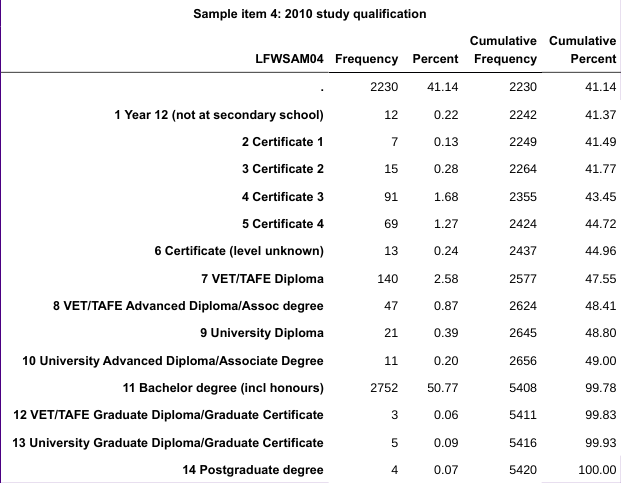 Sample item 4: 2010 study qualification
LFWSAM04 Frequency Percent Cumulative Frequency Cumulative Percent
. 2230 41.14 2230 41.14
1 Year 12 (not at secondary school) 12 0.22 2242 41.37
2 Certificate 1 7 0.13 2249 41.49
3 Certificate 2 15 0.28 2264 41.77
4 Certificate 3 91 1.68 2355 43.45
5 Certificate 4 69 1.27 2424 44.72
6 Certificate (level unknown) 13 0.24 2437 44.96
7 VET/TAFE Diploma 140 2.58 2577 47.55
8 VET/TAFE Advanced Diploma/Assoc degree 47 0.87 2624 48.41
9 University Diploma 21 0.39 2645 48.80
10 University Advanced Diploma/Associate Degree 11 0.20 2656 49.00
11 Bachelor degree (incl honours) 2752 50.77 5408 99.78
12 VET/TAFE Graduate Diploma/Graduate Certificate 3 0.06 5411 99.83
13 University Graduate Diploma/Graduate Certificate 5 0.09 5416 99.93
14 Postgraduate degree 4 0.07 5420 100.00